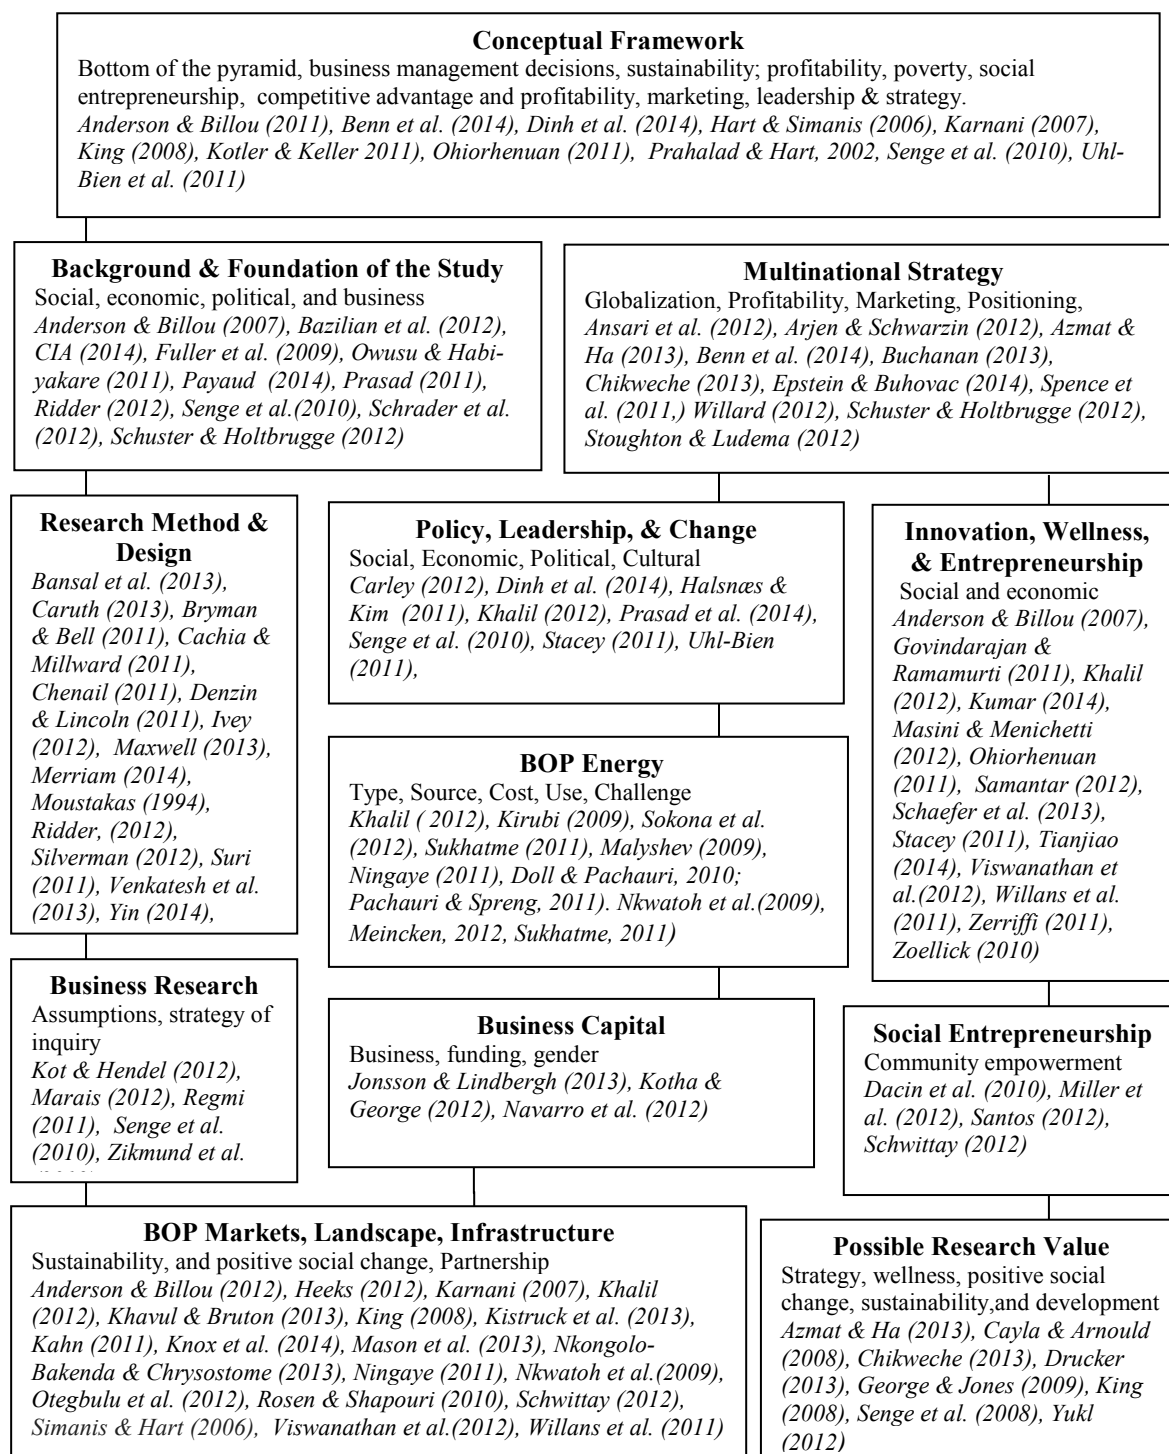 Conceptual Framework
Bottom of the pyramid, business management decisions, sustainability; profitability, poverty, social
entrepreneurship, competitive advantage and profitability, marketing, leadership & strategy.
Anderson & Billou (2011), Benn et al. (2014), Dinh et al. (2014), Hart & Simanis (2006), Karnani (2007),
King (2008), Kotler & Keller 2011), Ohiorhenuan (2011), Prahalad & Hart, 2002, Senge et al. (2010), Uhl-
Bien et al. (2011)
Background & Foundation of the Study
Social, economic, political, and business
Anderson & Billou (2007), Bazilian et al. (2012),
CIA (2014), Fuller et al. (2009), Owusu & Habi-
yakare (2011), Payaud (2014), Prasad (2011),
Ridder (2012), Senge et al.(2010), Schrader et al.
(2012), Schuster & Holtbrugge (2012)
Multinational Strategy
Globalization, Profitability, Marketing, Positioning,
Ansari et al. (2012), Arjen & Schwarzin (2012), Azmat &
Ha (2013), Benn et al. (2014), Buchanan (2013),
Chikweche (2013), Epstein & Buhovac (2014), Spence et
al. (2011,) Willard (2012), Schuster & Holtbrugge (2012),
Stoughton & Ludema (2012)
Research Method &
Design
Bansal et al. (2013),
Caruth (2013), Bryman
& Bell (2011), Cachia &
Millward (2011),
Chenail (2011), Denzin
& Lincoln (2011), Ivey
(2012), Maxwell (2013),
Merriam (2014),
Moustakas (1994),
Ridder, (2012),
Silverman (2012), Suri
(2011), Venkatesh et al.
(2013), Yin (2014),
Policy, Leadership, & Change
Social, Economic, Political, Cultural
Carley (2012), Dinh et al. (2014), Halsnæs &
Kim (2011), Khalil (2012), Prasad et al. (2014),
Senge et al. (2010), Stacey (2011), Uhl-Bien
(2011),
Innovation, Wellness,
& Entrepreneurship
Social and economic
Anderson & Billou (2007),
Govindarajan &
Ramamurti (2011), Khalil
(2012), Kumar (2014),
Masini & Menichetti
(2012), Ohiorhenuan
(2011), Samantar (2012),
Schaefer et al. (2013),
Stacey (2011), Tianjiao
(2014), Viswanathan et
al.(2012), Willans et al.
(2011), Zerriffi (2011),
Zoellick (2010)
BOP Energy
Type, Source, Cost, Use, Challenge
Khalil ( 2012), Kirubi (2009), Sokona et al.
(2012), Sukhatme (2011), Malyshev (2009),
Ningaye (2011), Doll & Pachauri, 2010;
Pachauri & Spreng, 2011). Nkwatoh et al.(2009),
Meincken, 2012, Sukhatme, 2011)
Business Research
Assumptions, strategy of
inquiry
Kot & Hendel (2012),
Marais (2012), Regmi
(2011), Senge et al.
(2010), Zikmund et al.
Business Capital
Business, funding, gender
Jonsson & Lindbergh (2013), Kotha &
George (2012), Navarro et al. (2012)
Social Entrepreneurship
Community empowerment
Dacin et al. (2010), Miller et
al. (2012), Santos (2012),
Schwittay (2012)
BOP Markets, Landscape, Infrastructure
Sustainability, and positive social change, Partnership
Anderson & Billou (2012), Heeks (2012), Karnani (2007), Khalil
(2012), Khavul & Bruton (2013), King (2008), Kistruck et al. (2013),
Kahn (2011), Knox et al. (2014), Mason et al. (2013), Nkongolo-
Bakenda & Chrysostome (2013), Ningaye (2011), Nkwatoh et al.(2009),
Otegbulu et al. (2012), Rosen & Shapouri (2010), Schwittay (2012),
Simanis & Hart (2006), Viswanathan et al.(2012), Willans et al. (2011)
Possible Research Value
Strategy, wellness, positive social
change, sustainability,and development
Azmat & Ha (2013), Cayla & Arnould
(2008), Chikweche (2013), Drucker
(2013), George & Jones (2009), King
(2008), Senge et al. (2008), Yukl
(2012)